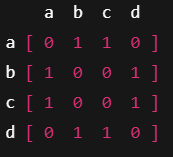 a b c d
a [ 0 1 1 0 ]
b [ 1 0 0 1 ]
c [ 1 0 0 1 ]
d [ 0 1 1 0 ]